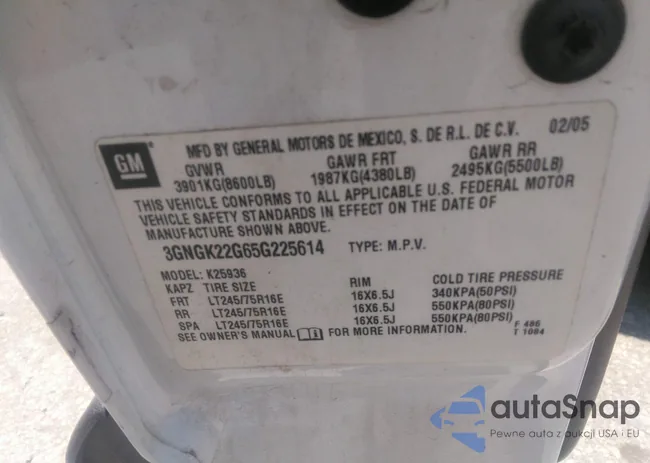 GM
MFD BY GENERAL MOTORS DE MEXICO, S. DE R.L. DE C.V. 02/05
GVWR GAWR FRT GAWR RR
3901KG(8600LB) 1987KG(4380LB) 2495KG(5500LB)
THIS VEHICLE CONFORMS TO ALL APPLICABLE U.S. FEDERAL MOTOR
VEHICLE SAFETY STANDARDS IN EFFECT ON THE DATE OF
MANUFACTURE SHOWN ABOVE.
3GNGK22G65G225614 TYPE: M.P.V.
MODEL: K25936
KAPZ TIRE SIZE RIM COLD TIRE PRESSURE
FRT LT245/75R16E 16X6.5J 340KPA(50PSI)
RR LT245/75R16E 16X6.5J 550KPA(80PSI)
SPA LT245/75R16E 16X6.5J 550KPA(80PSI)
SEE OWNER'S MANUAL FOR MORE INFORMATION.
F 486
T 1084
autaSnap
Pewne auta z aukcji USA i EU